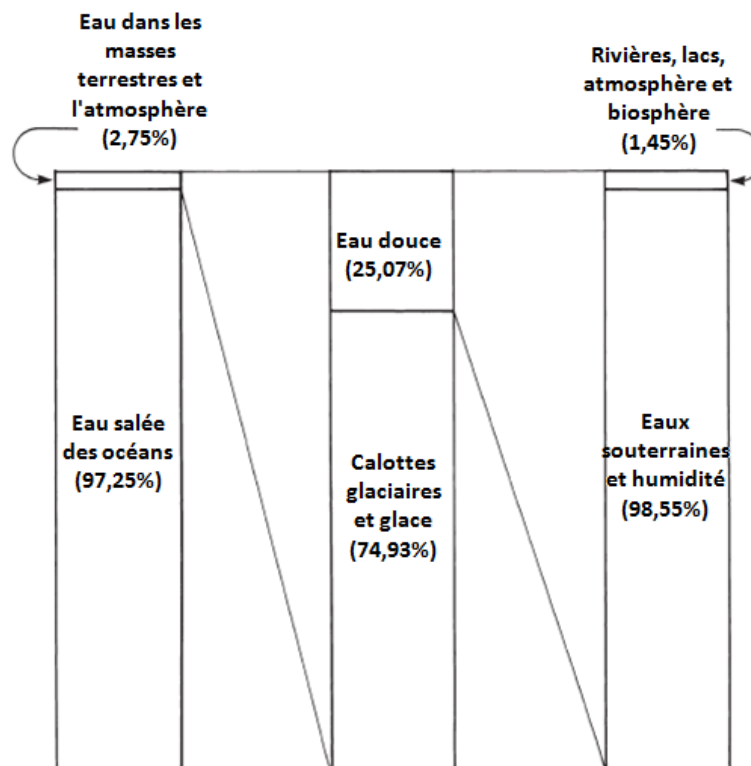 Eau dans les
masses
terrestres et
l'atmosphère
(2,75%)
Rivières, lacs,
atmosphère et
biosphère
(1,45%)
Eau douce
(25,07%)
Eau salée
des océans
(97,25%)
Calottes
glaciaires
et glace
(74,93%)
Eaux
souterraines
et humidité
(98,55%)